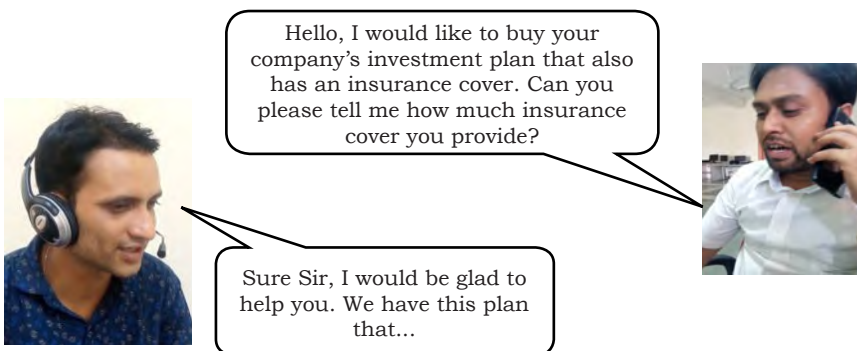 Hello, I would like to buy your
company’s investment plan that also
has an insurance cover. Can you
please tell me how much insurance
cover you provide?
Sure Sir, I would be glad to
help you. We have this plan
that...